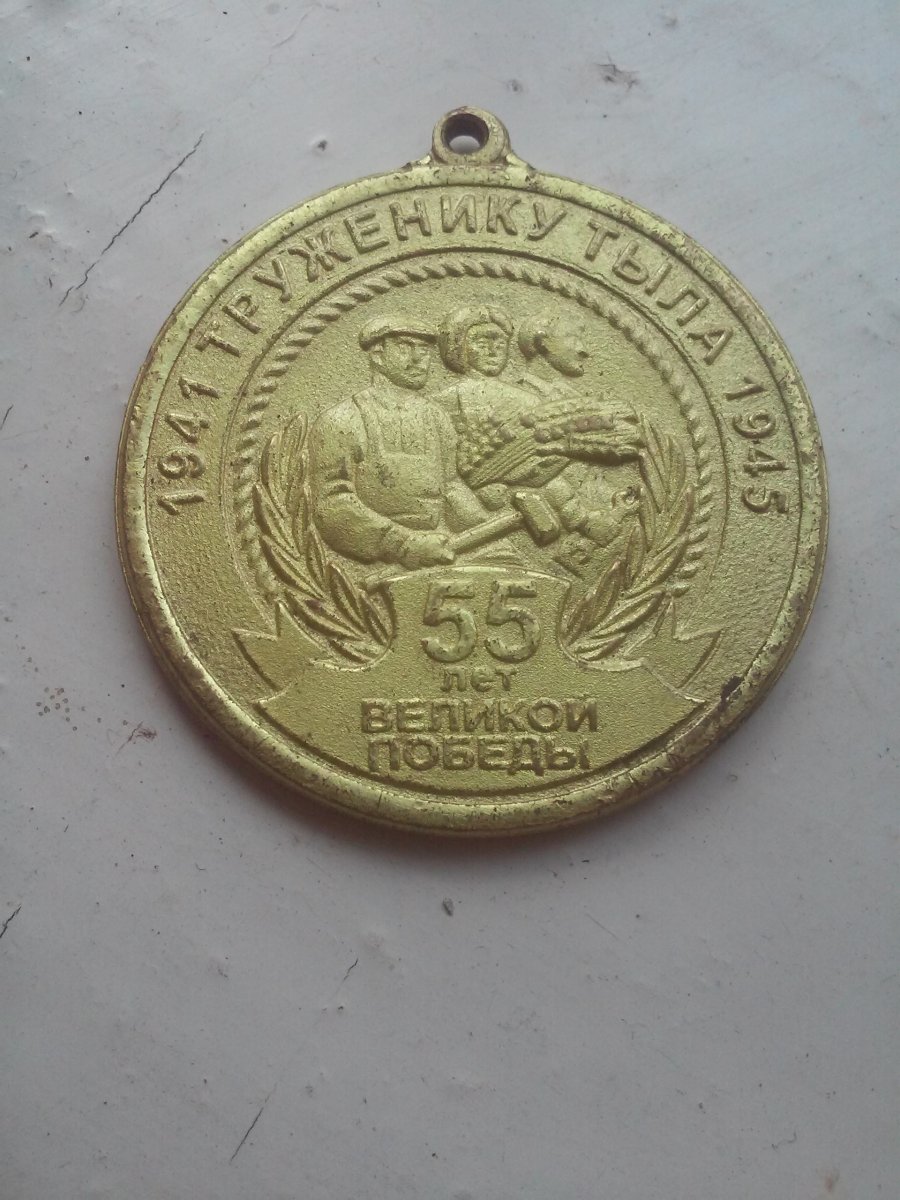 1941 ТРУЖЕНИКУ ТЫЛА 1945
55
лет
ВЕЛИКОЙ
ПОБЕДЫ